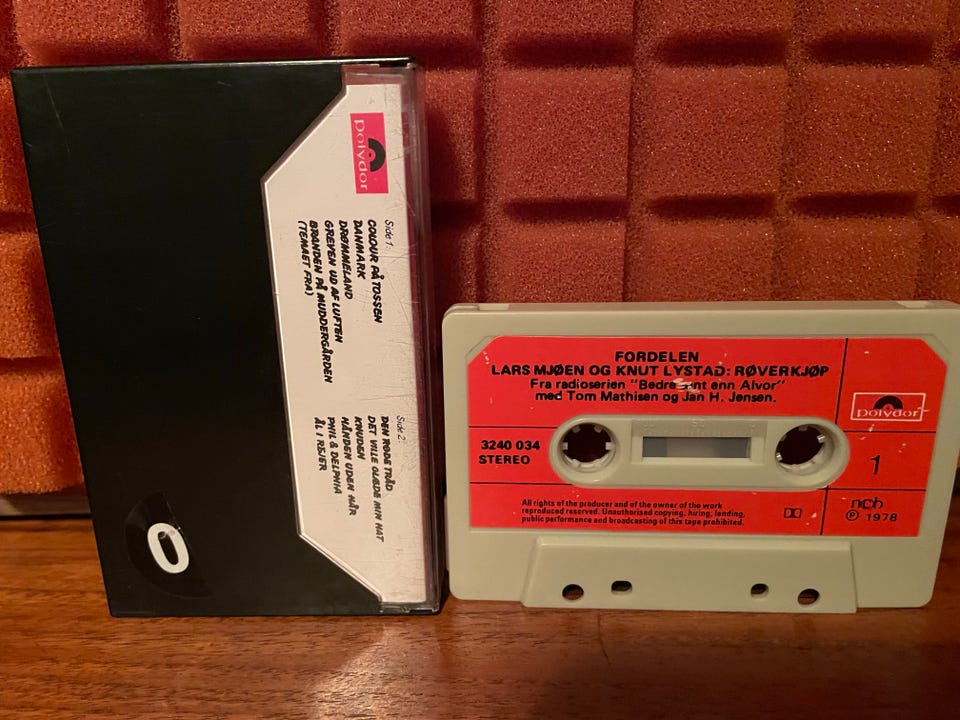 polydor
Side 1:
COLOUR PÅ TOSSEN
DANMARK
DRØMMELAND
GREVEN UD AF LUFTEN
BRANDEN PÅ MUDDERGÅRDEN
(TEMAET FRA)
Side 2:
DEN RØDE TRÅD
DET VILLE GLÆDE MIN HAT
KNUDEN
HÅNDEN UDEN HÅR
PHIL & DELPHIA
ÅL I REJER
0
FORDELEN
LARS MJØEN OG KNUT LYSTAD: RØVERKJØP
Fra radioserien "Bedre sent enn Alvor"
med Tom Mathisen og Jan H. Jensen.
polydor
3240 034
STEREO
1
All rights of the producer and of the owner of the work
reproduced reserved. Unauthorised copying, hiring, lending,
public performance and broadcasting of this tape prohibited.
ncb
Ⓟ 1978